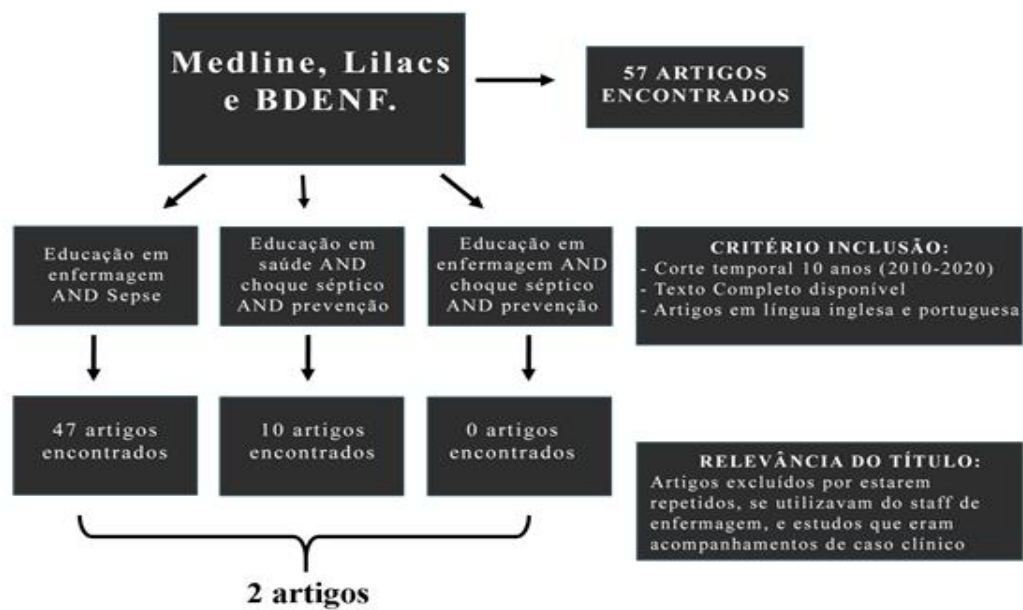 Medline, Lilacs
e BDENF.
57 ARTIGOS
ENCONTRADOS
Educação em
enfermagem
AND Sepse
Educação em
saúde AND
choque séptico
AND prevenção
Educação em
enfermagem AND
choque séptico
AND prevenção
CRITÉRIO INCLUSÃO:
- Corte temporal 10 anos (2010-2020)
- Texto Completo disponível
- Artigos em língua inglesa e portuguesa
47 artigos
encontrados
10 artigos
encontrados
0 artigos
encontrados
RELEVÂNCIA DO TÍTULO:
Artigos excluídos por estarem
repetidos, se utilizavam do staff de
enfermagem, e estudos que eram
acompanhamentos de caso clínico
2 artigos